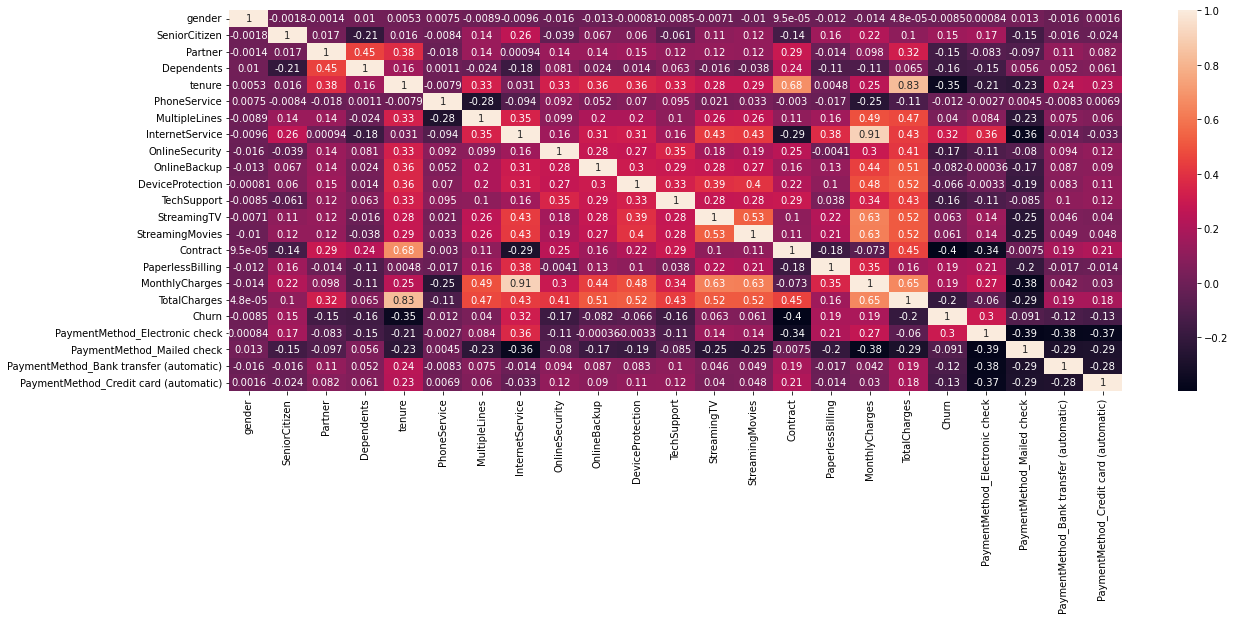 gender 1 -0.0018 -0.0014 0.01 0.0053 0.0075 -0.0089 -0.0096 -0.016 -0.013 -0.00081 -0.0085 -0.0071 -0.01 9.5e-05 -0.012 -0.014 4.8e-05 -0.0085 0.00084 0.013 -0.016 0.0016 1.0
SeniorCitizen -0.0018 1 0.017 -0.21 0.016 -0.0084 0.14 0.26 -0.039 0.067 0.06 -0.061 0.11 0.12 -0.14 0.16 0.22 0.1 0.15 0.17 -0.15 -0.016 -0.024
Partner -0.0014 0.017 1 0.45 0.38 -0.018 0.14 0.00094 0.14 0.14 0.15 0.12 0.12 0.12 0.29 -0.014 0.098 0.32 -0.15 -0.083 -0.097 0.11 0.082
Dependents 0.01 -0.21 0.45 1 0.16 0.0011 -0.024 -0.18 0.081 0.024 0.014 0.063 -0.016 -0.038 0.24 -0.11 -0.11 0.065 -0.16 -0.15 0.056 0.052 0.061
0.8
tenure 0.0053 0.016 0.38 0.16 1 -0.0079 0.33 0.031 0.33 0.36 0.36 0.33 0.28 0.29 0.68 0.0048 0.25 0.83 -0.35 -0.21 -0.23 0.24 0.23
PhoneService 0.0075 -0.0084 -0.018 0.0011 -0.0079 1 -0.28 -0.094 0.092 0.052 0.07 0.095 0.021 0.033 -0.003 -0.017 -0.25 -0.11 -0.012 -0.0027 0.0045 -0.0083 0.0069
MultipleLines -0.0089 0.14 0.14 -0.024 0.33 -0.28 1 0.35 0.099 0.2 0.2 0.1 0.26 0.26 0.11 0.16 0.49 0.47 0.04 0.084 -0.23 0.075 0.06
InternetService -0.0096 0.26 0.00094 -0.18 0.031 -0.094 0.35 1 0.16 0.31 0.31 0.16 0.43 0.43 -0.29 0.38 0.91 0.43 0.32 0.36 -0.36 -0.014 -0.033
0.6
OnlineSecurity -0.016 -0.039 0.14 0.081 0.33 0.092 0.099 0.16 1 0.28 0.27 0.35 0.18 0.19 0.25 -0.0041 0.3 0.41 -0.17 -0.11 -0.08 0.094 0.12
OnlineBackup -0.013 0.067 0.14 0.024 0.36 0.052 0.2 0.31 0.28 1 0.3 0.29 0.28 0.27 0.16 0.13 0.44 0.51 -0.082 -0.00036 -0.17 0.087 0.09
DeviceProtection -0.00081 0.06 0.15 0.014 0.36 0.07 0.2 0.31 0.27 0.3 1 0.33 0.39 0.4 0.22 0.1 0.48 0.52 -0.066 -0.0033 -0.19 0.083 0.11
TechSupport -0.0085 -0.061 0.12 0.063 0.33 0.095 0.1 0.16 0.35 0.29 0.33 1 0.28 0.28 0.29 0.038 0.34 0.43 -0.16 -0.11 -0.085 0.1 0.12
0.4
StreamingTV -0.0071 0.11 0.12 -0.016 0.28 0.021 0.26 0.43 0.18 0.28 0.39 0.28 1 0.53 0.1 0.22 0.63 0.52 0.063 0.14 -0.25 0.046 0.04
StreamingMovies -0.01 0.12 0.12 -0.038 0.29 0.033 0.26 0.43 0.19 0.27 0.4 0.28 0.53 1 0.11 0.21 0.63 0.52 0.061 0.14 -0.25 0.049 0.048
0.2
Contract 9.5e-05 -0.14 0.29 0.24 0.68 -0.003 0.11 -0.29 0.25 0.16 0.22 0.29 0.1 0.11 1 -0.18 -0.073 0.45 -0.4 -0.34 -0.0075 0.19 0.21
PaperlessBilling -0.012 0.16 -0.014 -0.11 0.0048 -0.017 0.16 0.38 -0.0041 0.13 0.1 0.038 0.22 0.21 -0.18 1 0.35 0.16 0.19 0.21 -0.2 -0.017 -0.014
MonthlyCharges -0.014 0.22 0.098 -0.11 0.25 -0.25 0.49 0.91 0.3 0.44 0.48 0.34 0.63 0.63 -0.073 0.35 1 0.65 0.19 0.27 -0.38 0.042 0.03
0.0
TotalCharges 4.8e-05 0.1 0.32 0.065 0.83 -0.11 0.47 0.43 0.41 0.51 0.52 0.43 0.52 0.52 0.45 0.16 0.65 1 -0.2 -0.06 -0.29 0.19 0.18
Churn -0.0085 0.15 -0.15 -0.16 -0.35 -0.012 0.04 0.32 -0.17 -0.082 -0.066 -0.16 0.063 0.061 -0.4 0.19 0.19 -0.2 1 0.3 -0.091 -0.12 -0.13
PaymentMethod_Electronic check 0.00084 0.17 -0.083 -0.15 -0.21 -0.0027 0.084 0.36 -0.11 -0.00036 -0.0033 -0.11 0.14 0.14 -0.34 0.21 0.27 -0.06 0.3 1 -0.39 -0.38 -0.37
−0.2
PaymentMethod_Mailed check 0.013 -0.15 -0.097 0.056 -0.23 0.0045 -0.23 -0.36 -0.08 -0.17 -0.19 -0.085 -0.25 -0.25 -0.0075 -0.2 -0.38 -0.29 -0.091 -0.39 1 -0.29 -0.29
PaymentMethod_Bank transfer (automatic) -0.016 -0.016 0.11 0.052 0.24 -0.0083 0.075 -0.014 0.094 0.087 0.083 0.1 0.046 0.049 0.19 -0.017 0.042 0.19 -0.12 -0.38 -0.29 1 -0.28
PaymentMethod_Credit card (automatic) 0.0016 -0.024 0.082 0.061 0.23 0.0069 0.06 -0.033 0.12 0.09 0.11 0.12 0.04 0.048 0.21 -0.014 0.03 0.18 -0.13 -0.37 -0.29 -0.28 1
gender
SeniorCitizen
Partner
Dependents
tenure
PhoneService
MultipleLines
InternetService
OnlineSecurity
OnlineBackup
DeviceProtection
TechSupport
StreamingTV
StreamingMovies
Contract
PaperlessBilling
MonthlyCharges
TotalCharges
Churn
PaymentMethod_Electronic check
PaymentMethod_Mailed check
PaymentMethod_Bank transfer (automatic)
PaymentMethod_Credit card (automatic)